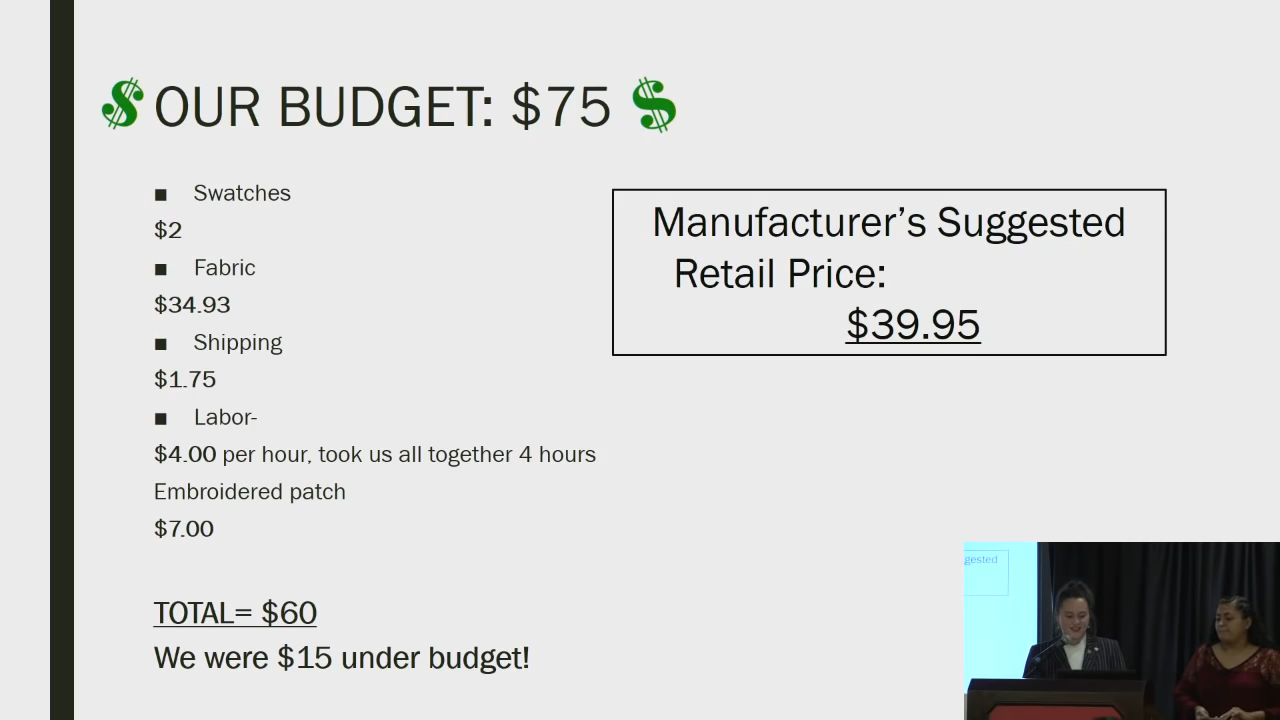 OUR BUDGET: $75
■ Swatches
$2
■ Fabric
$34.93
■ Shipping
$1.75
■ Labor-
$4.00 per hour, took us all together 4 hours
Embroidered patch
$7.00
TOTAL= $60
We were $15 under budget!
Manufacturer’s Suggested
Retail Price:
$39.95
gested